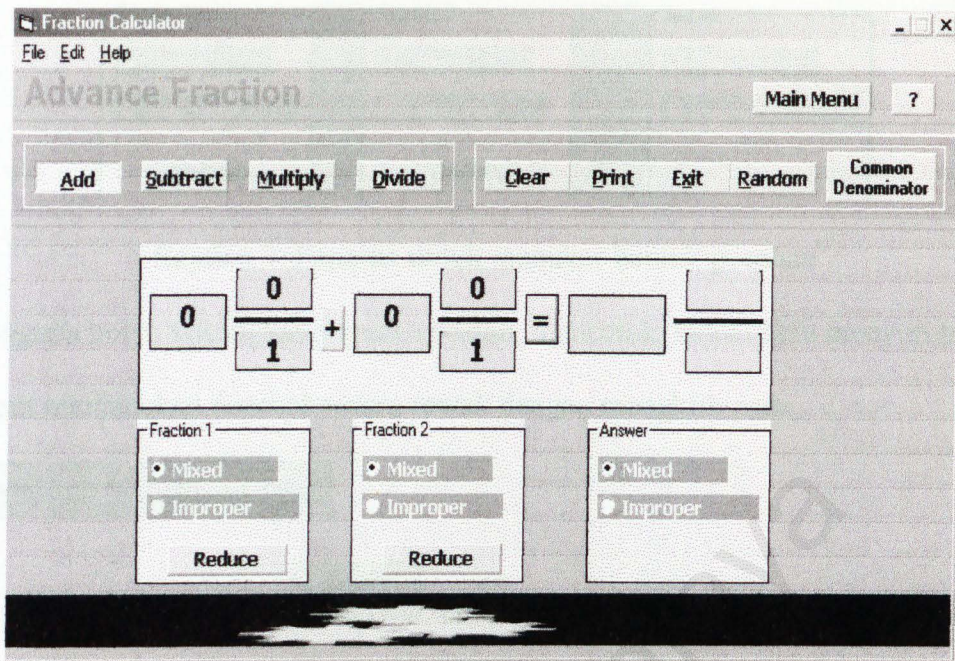 Fraction Calculator
File Edit Help
Advance Fraction
Main Menu ?
Add Subtract Multiply Divide Clear Print Exit Random Common Denominator
0 0/1 + 0 0/1 =
Fraction 1 Fraction 2 Answer
Mixed Mixed Mixed
Improper Improper Improper
Reduce Reduce